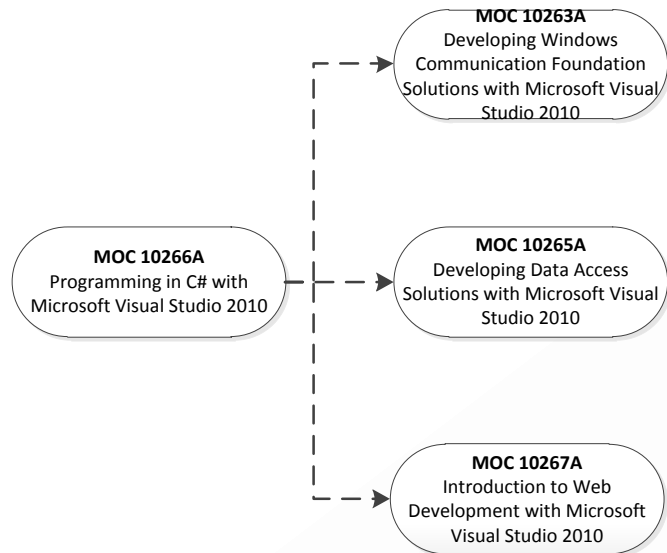 MOC 10263A
Developing Windows
Communication Foundation
Solutions with Microsoft Visual
Studio 2010
MOC 10266A
Programming in C# with
Microsoft Visual Studio 2010
MOC 10265A
Developing Data Access
Solutions with Microsoft Visual
Studio 2010
MOC 10267A
Introduction to Web
Development with Microsoft
Visual Studio 2010